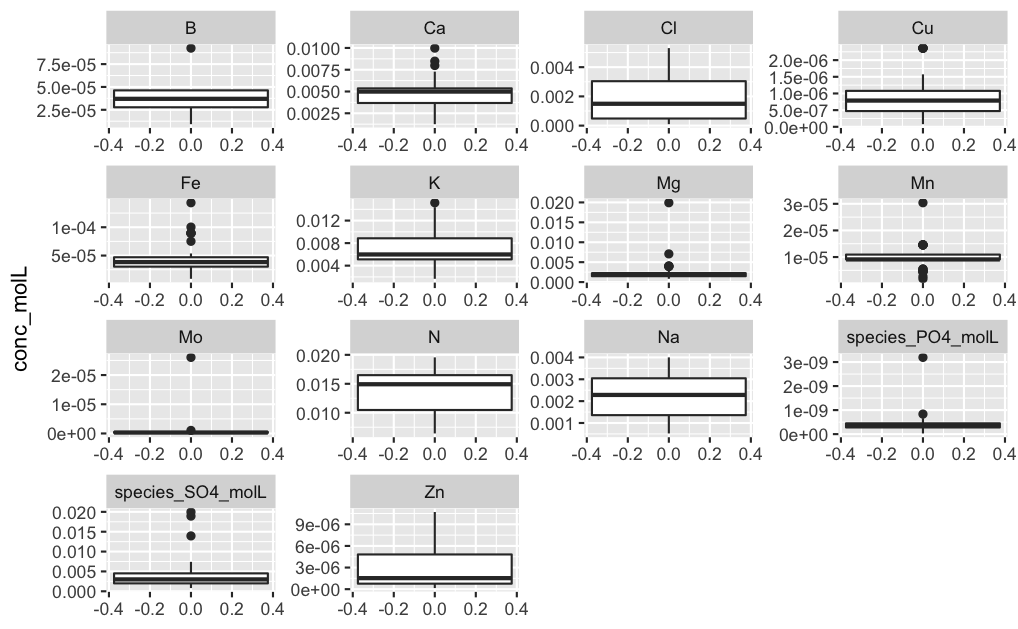 B Ca Cl Cu
7.5e-05 0.0100 0.004 2.0e-06
5.0e-05 0.0075 0.002 1.5e-06
2.5e-05 0.0050 0.000 1.0e-06
0.0025 5.0e-07
0.0e+00
-0.4 -0.2 0.0 0.2 0.4 -0.4 -0.2 0.0 0.2 0.4 -0.4 -0.2 0.0 0.2 0.4 -0.4 -0.2 0.0 0.2 0.4
Fe K Mg Mn
1e-04 0.012 0.020 3e-05
5e-05 0.008 0.015 2e-05
0.004 0.010 1e-05
0.005
0.000
-0.4 -0.2 0.0 0.2 0.4 -0.4 -0.2 0.0 0.2 0.4 -0.4 -0.2 0.0 0.2 0.4 -0.4 -0.2 0.0 0.2 0.4
conc_molL
Mo N Na species_PO4_molL
2e-05 0.020 0.004 3e-09
1e-05 0.015 0.003 2e-09
0e+00 0.010 0.002 1e-09
0.001 0e+00
-0.4 -0.2 0.0 0.2 0.4 -0.4 -0.2 0.0 0.2 0.4 -0.4 -0.2 0.0 0.2 0.4 -0.4 -0.2 0.0 0.2 0.4
species_SO4_molL Zn
0.020 9e-06
0.015 6e-06
0.010 3e-06
0.005 0e+00
0.000
-0.4 -0.2 0.0 0.2 0.4 -0.4 -0.2 0.0 0.2 0.4